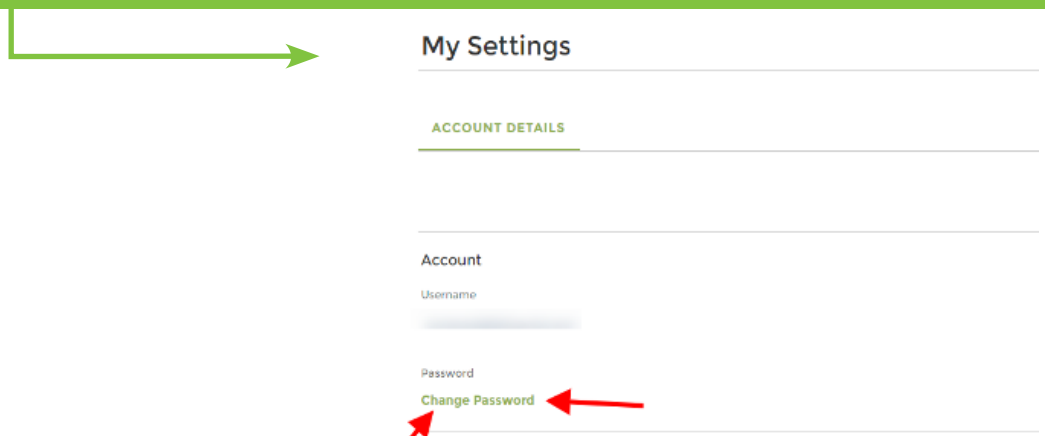 My Settings
ACCOUNT DETAILS
Account
Username
Password
Change Password